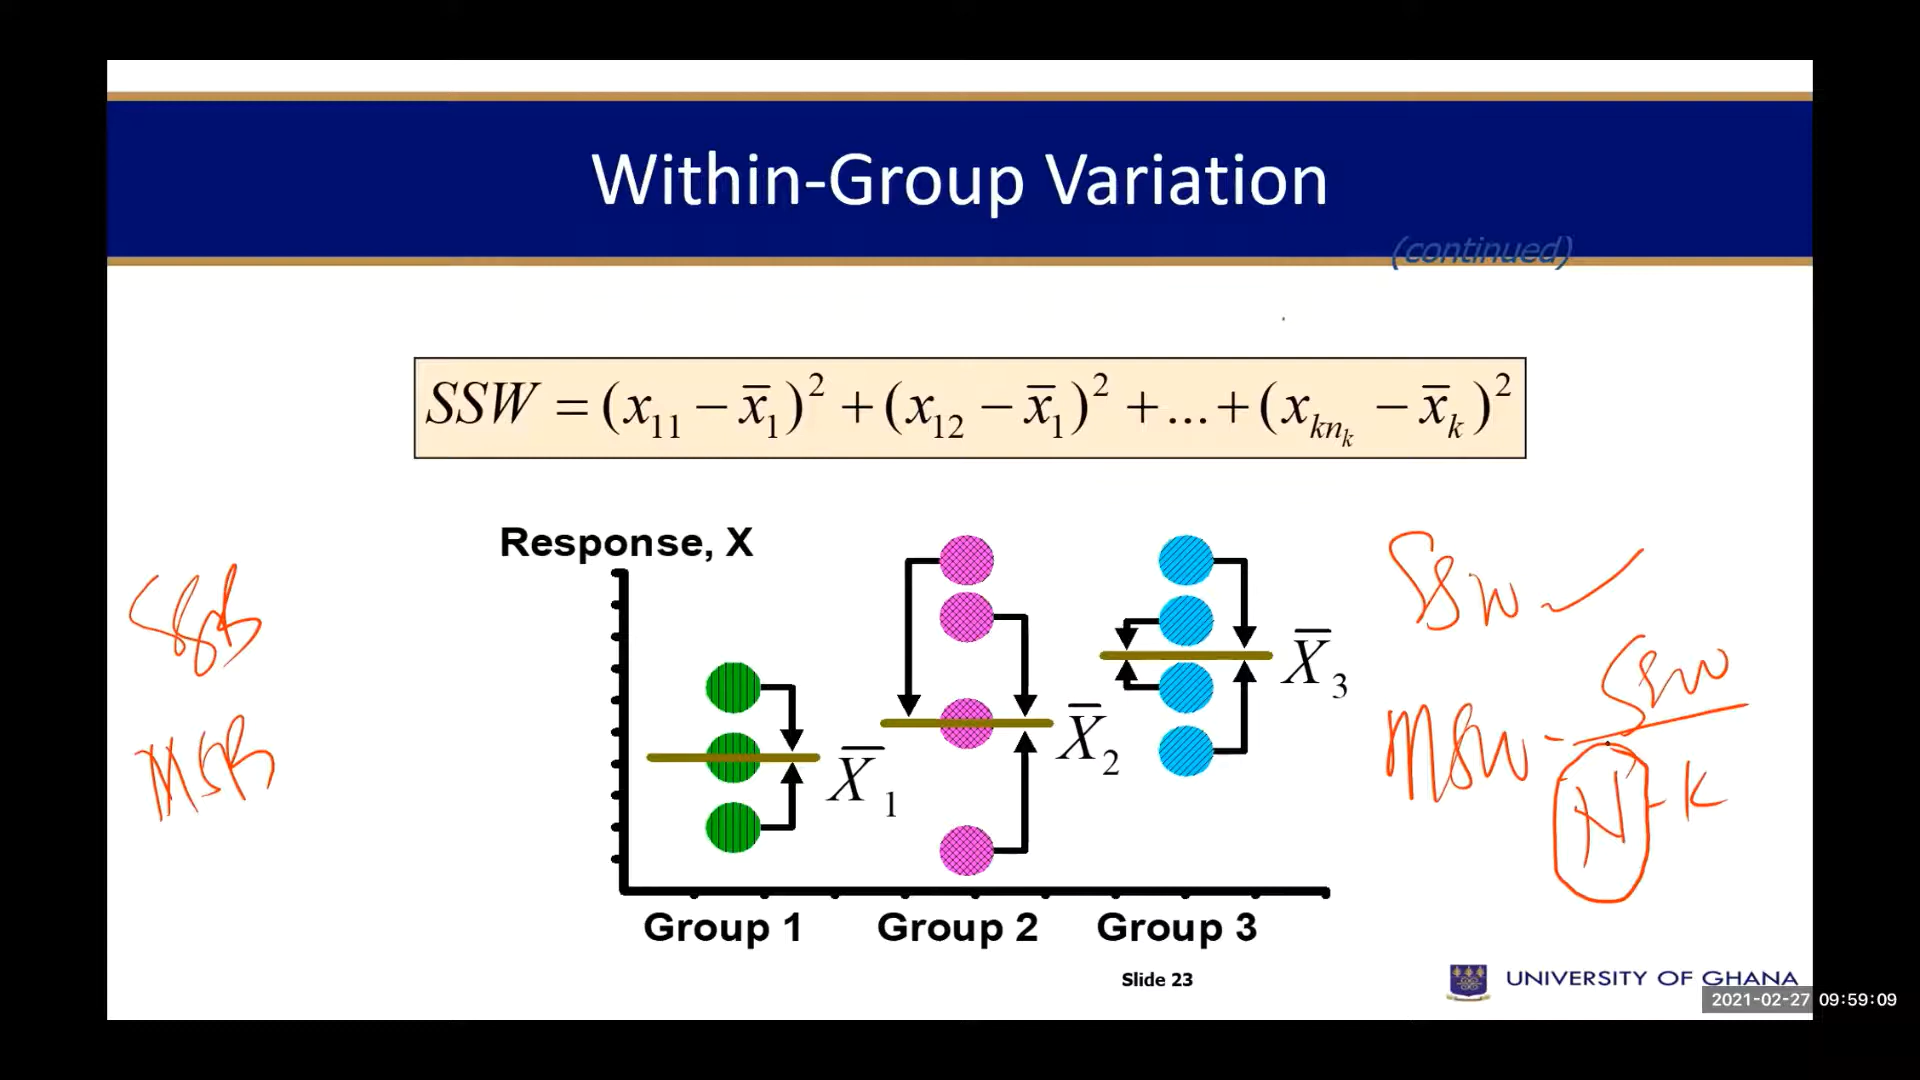 Within-Group Variation
(continued)
SSW = (x₁₁ − x̄₁)² + (x₁₂ − x̄₁)² + ... + (x_{kn_k} − x̄_k)²
Response, X
X̄₁
X̄₂
X̄₃
Group 1 Group 2 Group 3
SSB
MSB
SSW
MSW = SSW / N - K
Slide 23
UNIVERSITY OF GHANA
2021-02-27 09:59:09